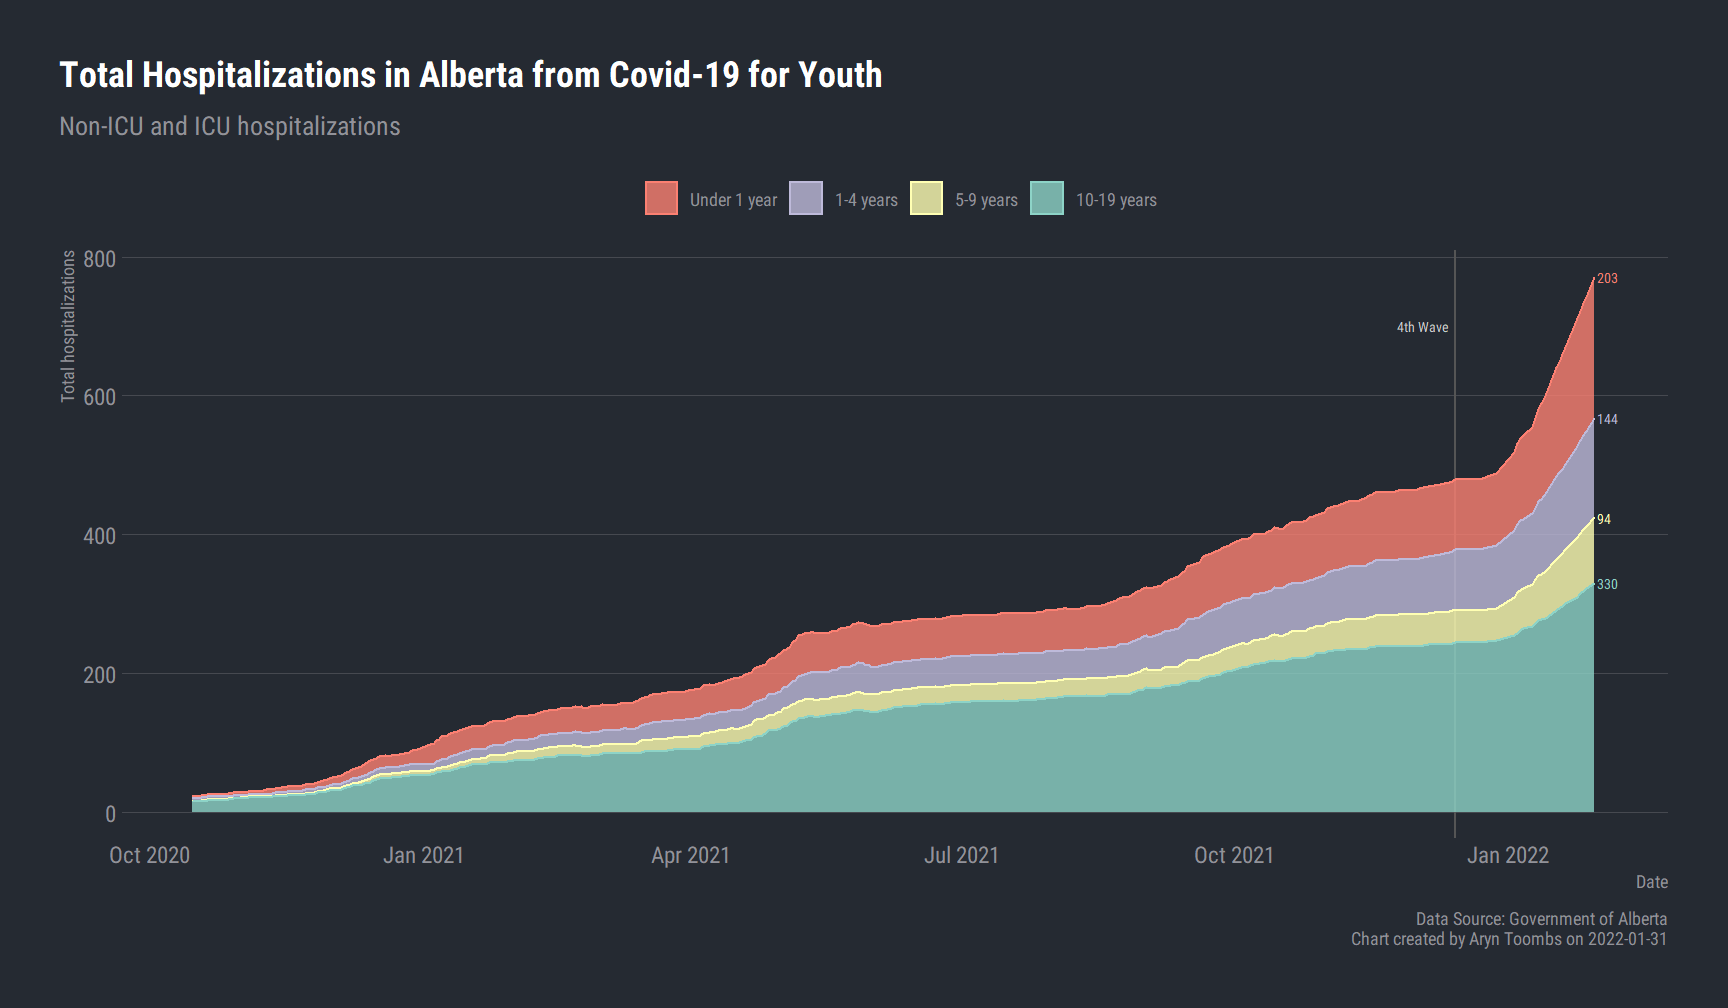 Total Hospitalizations in Alberta from Covid-19 for Youth
Non-ICU and ICU hospitalizations
Under 1 year
1-4 years
5-9 years
10-19 years
Total hospitalizations
800
600
400
200
0
4th Wave
203
144
94
330
Oct 2020
Jan 2021
Apr 2021
Jul 2021
Oct 2021
Jan 2022
Date
Data Source: Government of Alberta
Chart created by Aryn Toombs on 2022-01-31